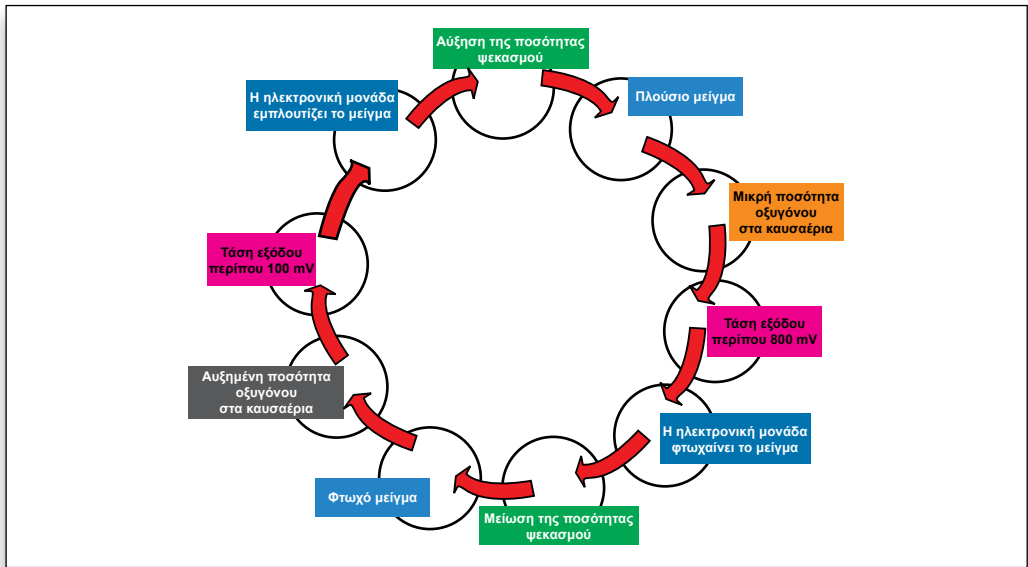 Αύξηση της ποσότητας
ψεκασμού
Πλούσιο μείγμα
Μικρή ποσότητα
οξυγόνου
στα καυσαέρια
Τάση εξόδου
περίπου 800 mV
Η ηλεκτρονική μονάδα
φτωχαίνει το μείγμα
Μείωση της ποσότητας
ψεκασμού
Φτωχό μείγμα
Αυξημένη ποσότητα
οξυγόνου
στα καυσαέρια
Τάση εξόδου
περίπου 100 mV
Η ηλεκτρονική μονάδα
εμπλουτίζει το μείγμα